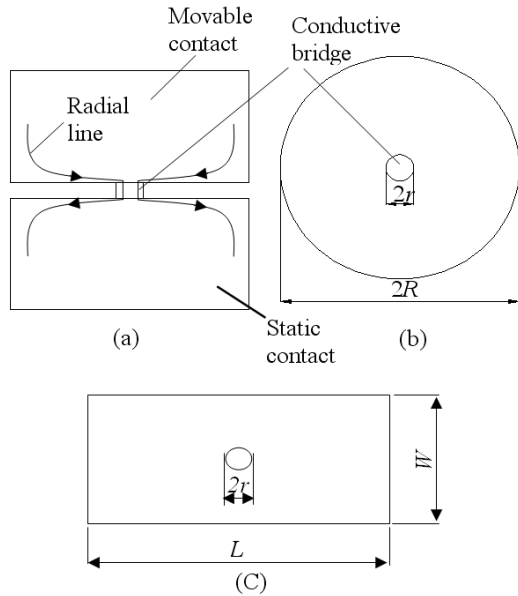 Movable
contact
Conductive
bridge
Radial
line
2r
2R
Static
contact
(a)
(b)
2r
W
L
(C)